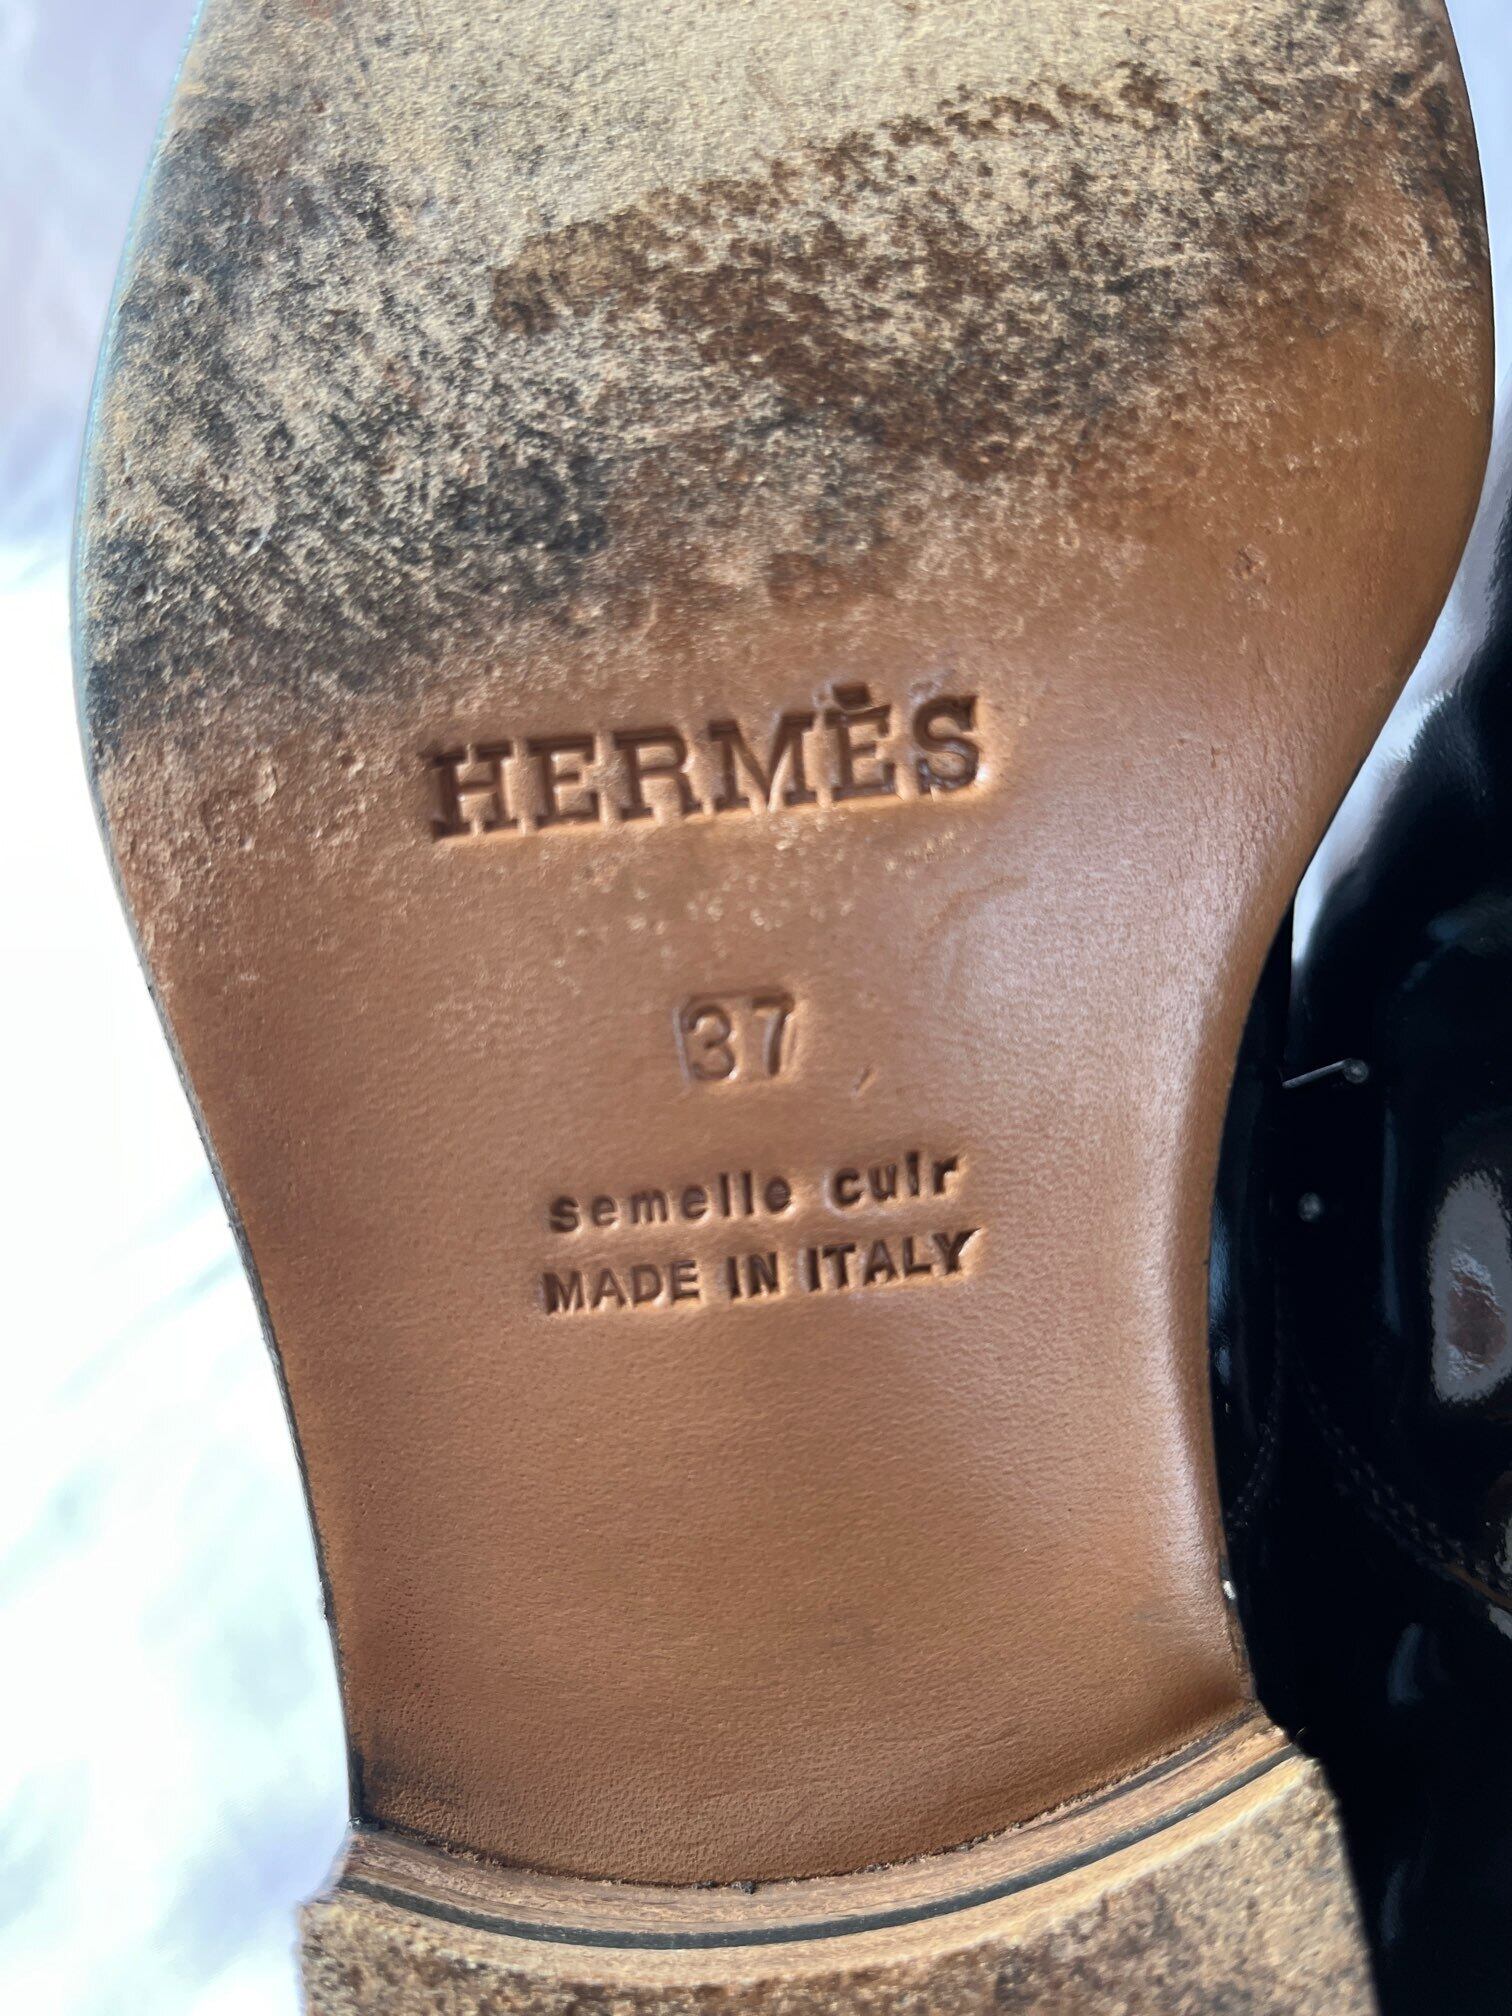 HERMÈS
37
semelle cuir
MADE IN ITALY